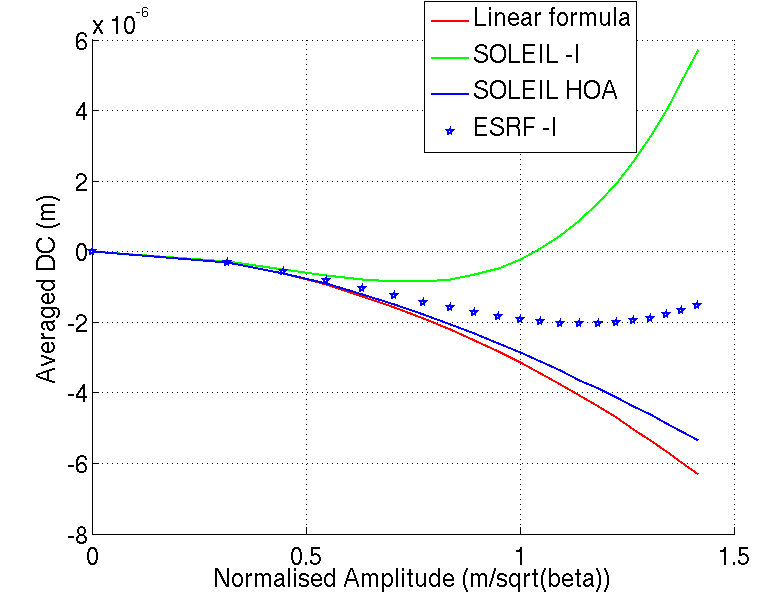 x 10^-6
Linear formula
SOLEIL -I
SOLEIL HOA
ESRF -I
6
4
2
0
-2
-4
-6
-8
Averaged DC (m)
0
0.5
1
1.5
Normalised Amplitude (m/sqrt(beta))